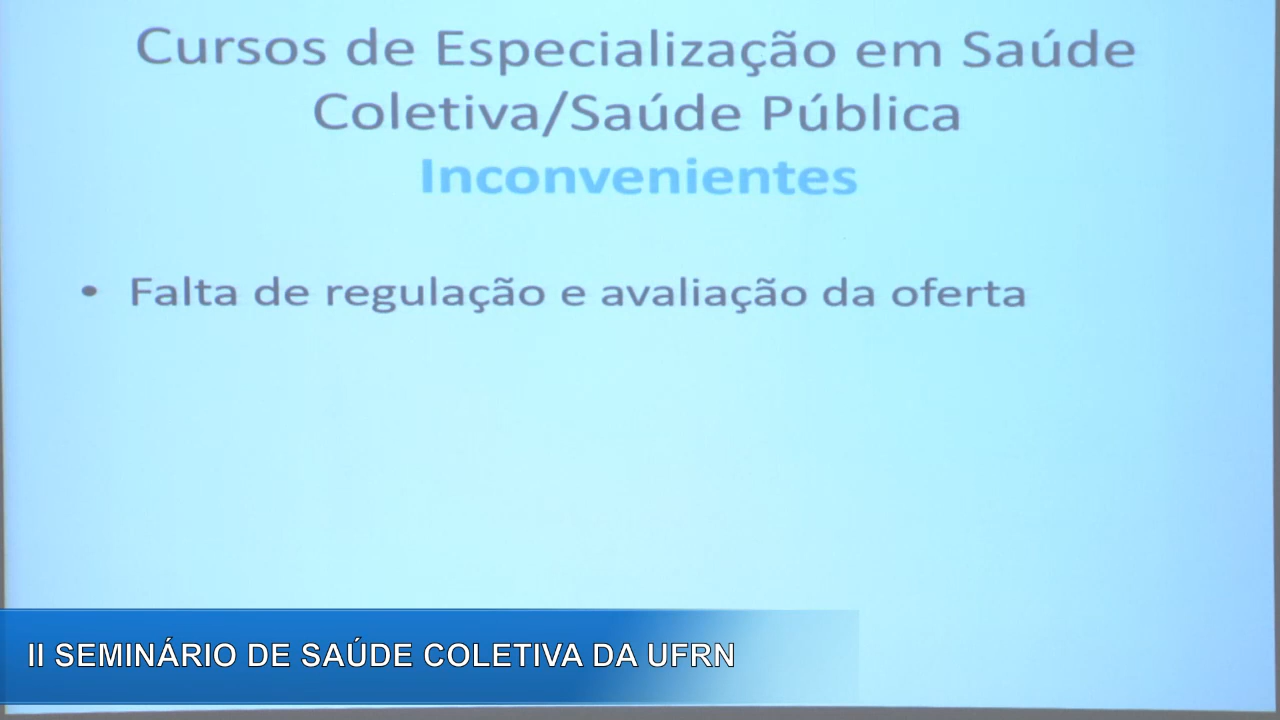 Cursos de Especialização em Saúde
Coletiva/Saúde Pública
Inconvenientes
• Falta de regulação e avaliação da oferta
II SEMINÁRIO DE SAÚDE COLETIVA DA UFRN